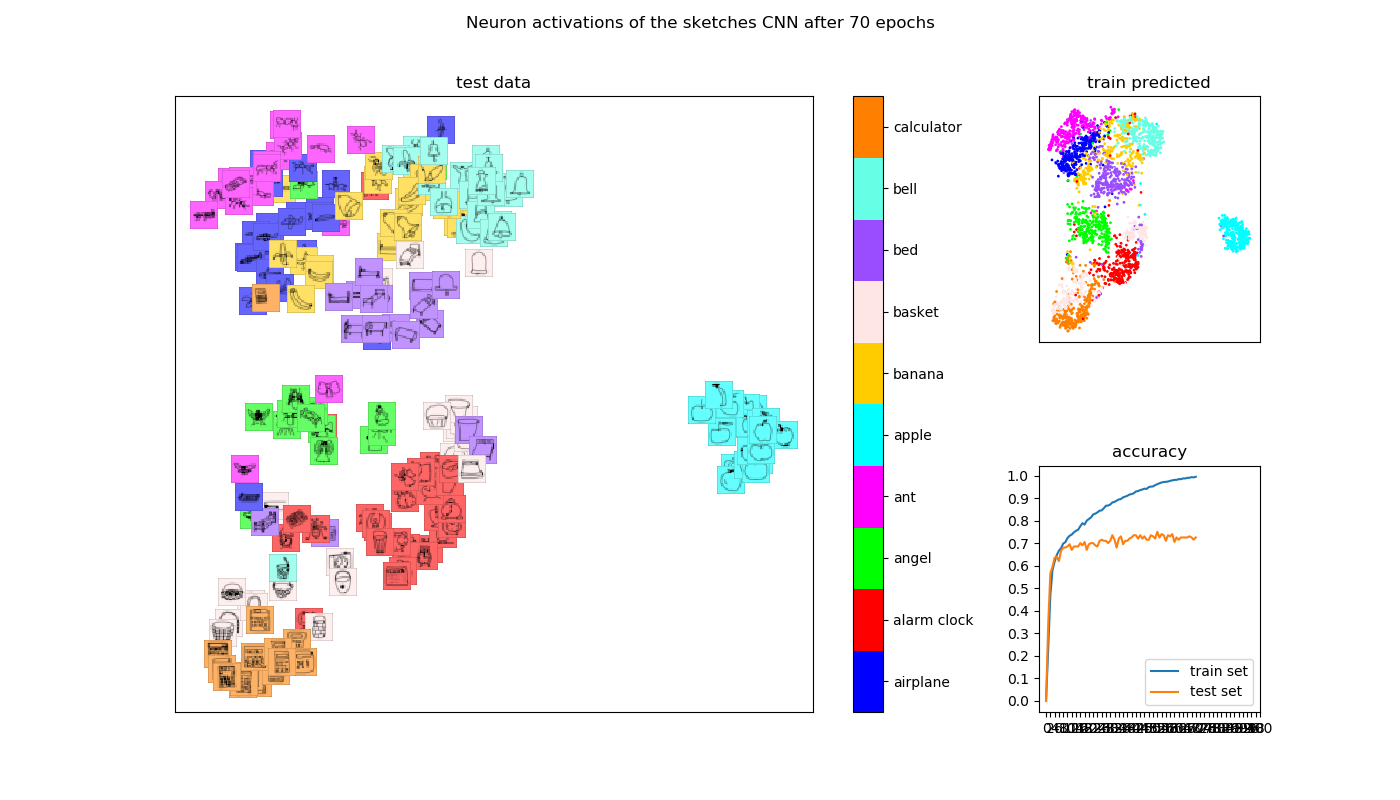 Neuron activations of the sketches CNN after 70 epochs
test data
calculator
bell
bed
basket
banana
apple
ant
angel
alarm clock
airplane
train predicted
accuracy
1.0
0.9
0.8
0.7
0.6
0.5
0.4
0.3
0.2
0.1
0.0
train set
test set